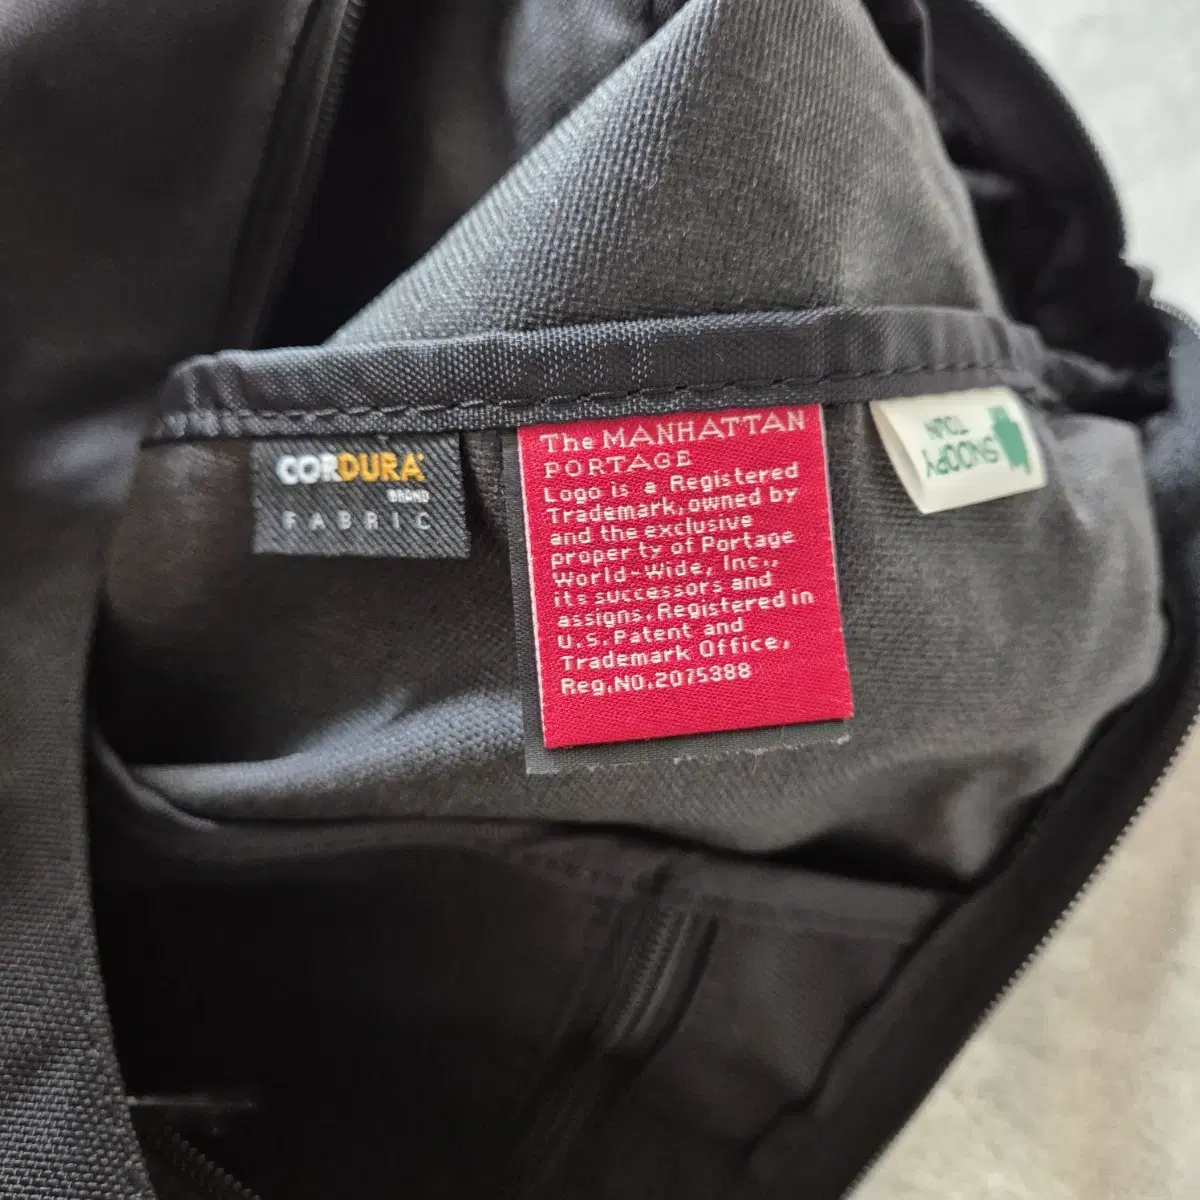 CORDURA
BRAND
FABRIC
The MANHATTAN
PORTAGE
Logo is a Registered
Trademark, owned by
and the exclusive
property of Portage
World-Wide, Inc.,
its successors and
assigns. Registered in
U.S. Patent and
Trademark Office,
Reg.NO.2075388
SNOOPY
TOWN